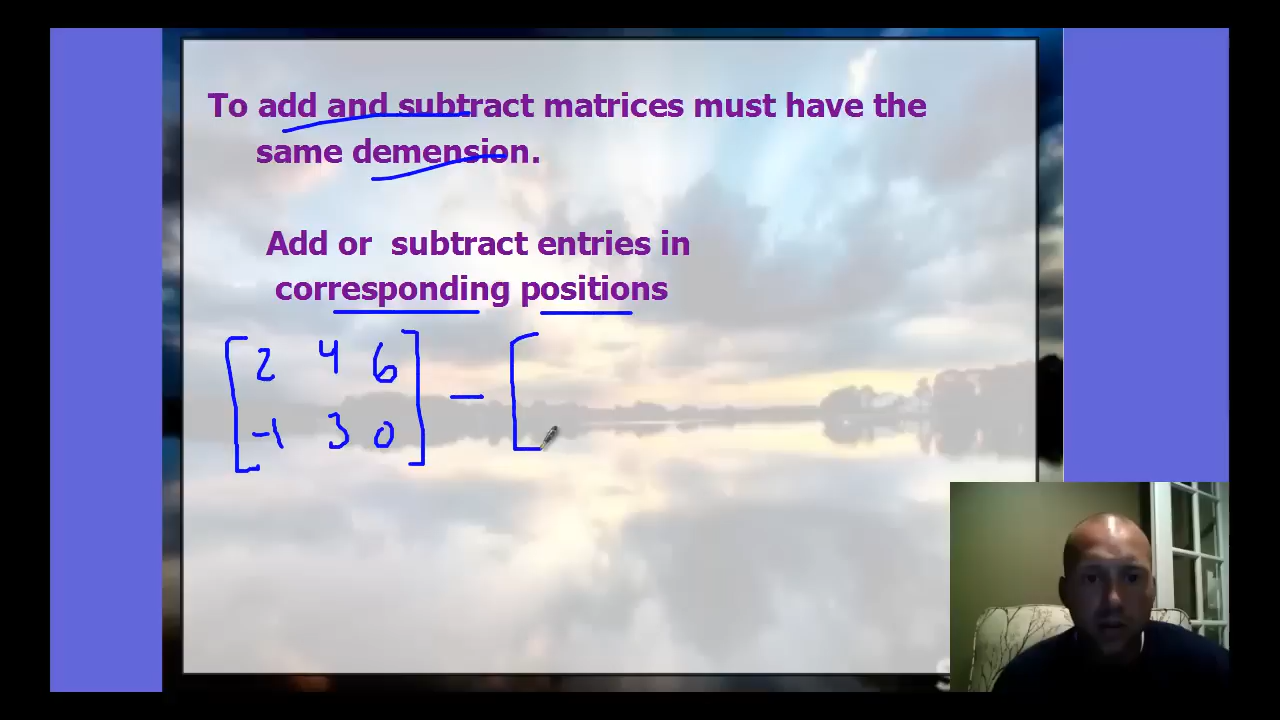 To add and subtract matrices must have the
same demension.
Add or subtract entries in
corresponding positions
2 4 6
-1 3 0
−